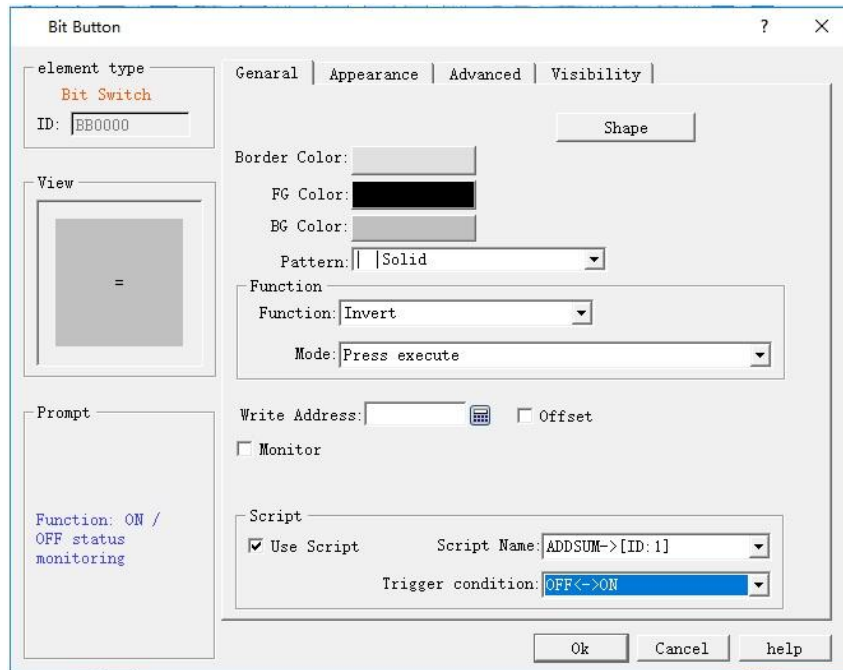 Bit Button
?
element type
Bit Switch
ID: BB0000
View
=
Prompt
Function: ON /
OFF status
monitoring
Genaral
Appearance
Advanced
Visibility
Shape
Border Color:
FG Color:
BG Color:
Pattern: Solid
Function
Function: Invert
Mode: Press execute
Write Address:
Offset
Monitor
Script
Use Script
Script Name: ADDSUM->[ID:1]
Trigger condition: OFF<->ON
Ok
Cancel
help